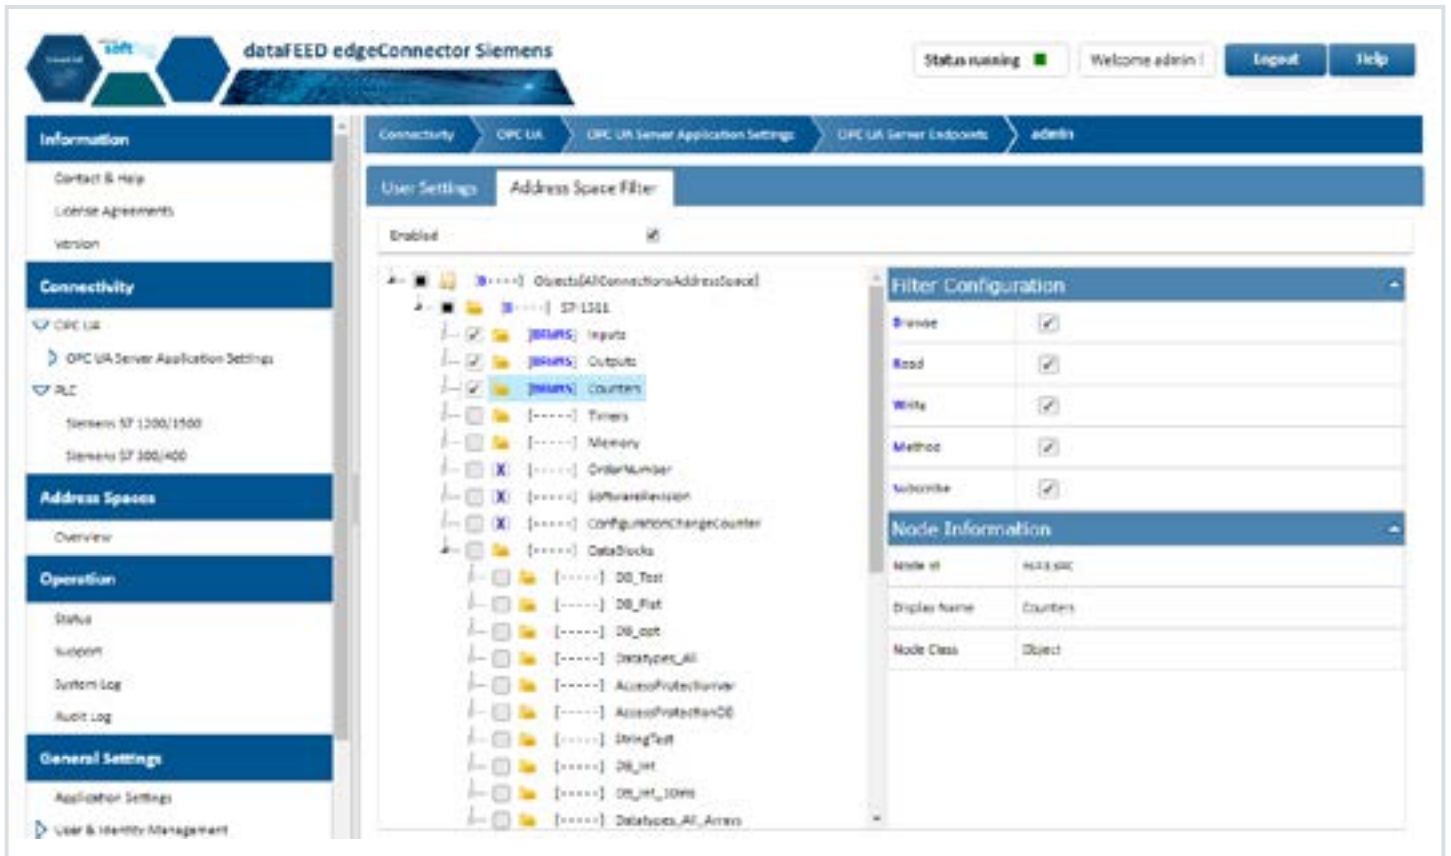 soft
dataFEED edgeConnector Siemens
Status running
Welcome admin !
Logout
Help
Information
Contact & Help
License Agreements
Version
Connectivity
OPC UA
OPC UA Server Application Settings
PLC
Siemens S7 1200/1500
Siemens S7 300/400
Address Spaces
Overview
Operation
Status
Support
System Log
Audit Log
General Settings
Application Settings
User & Identity Management
Connectivity
OPC UA
OPC UA Server Application Settings
OPC UA Server Endpoints
admin
User Settings
Address Space Filter
Enabled
[B----] Objects[AllConnectionsAddressSpace]
[B----] S7-1511
[BRWMS] Inputs
[BRWMS] Outputs
[BRWMS] Counters
[-----] Timers
[-----] Memory
[-----] OrderNumber
[-----] SoftwareRevision
[-----] ConfigurationChangeCounter
[-----] DataBlocks
[-----] DB_Test
[-----] DB_Flat
[-----] DB_opt
[-----] Datatypes_All
[-----] AccessProtectionVar
[-----] AccessProtectionDB
[-----] StringTest
[-----] DB_Int
[-----] DB_Int_10ms
[-----] Datatypes_All_Arrays
Filter Configuration
Browse
Read
Write
Method
Subscribe
Node Information
Node Id
Display Name Counters
Node Class Object